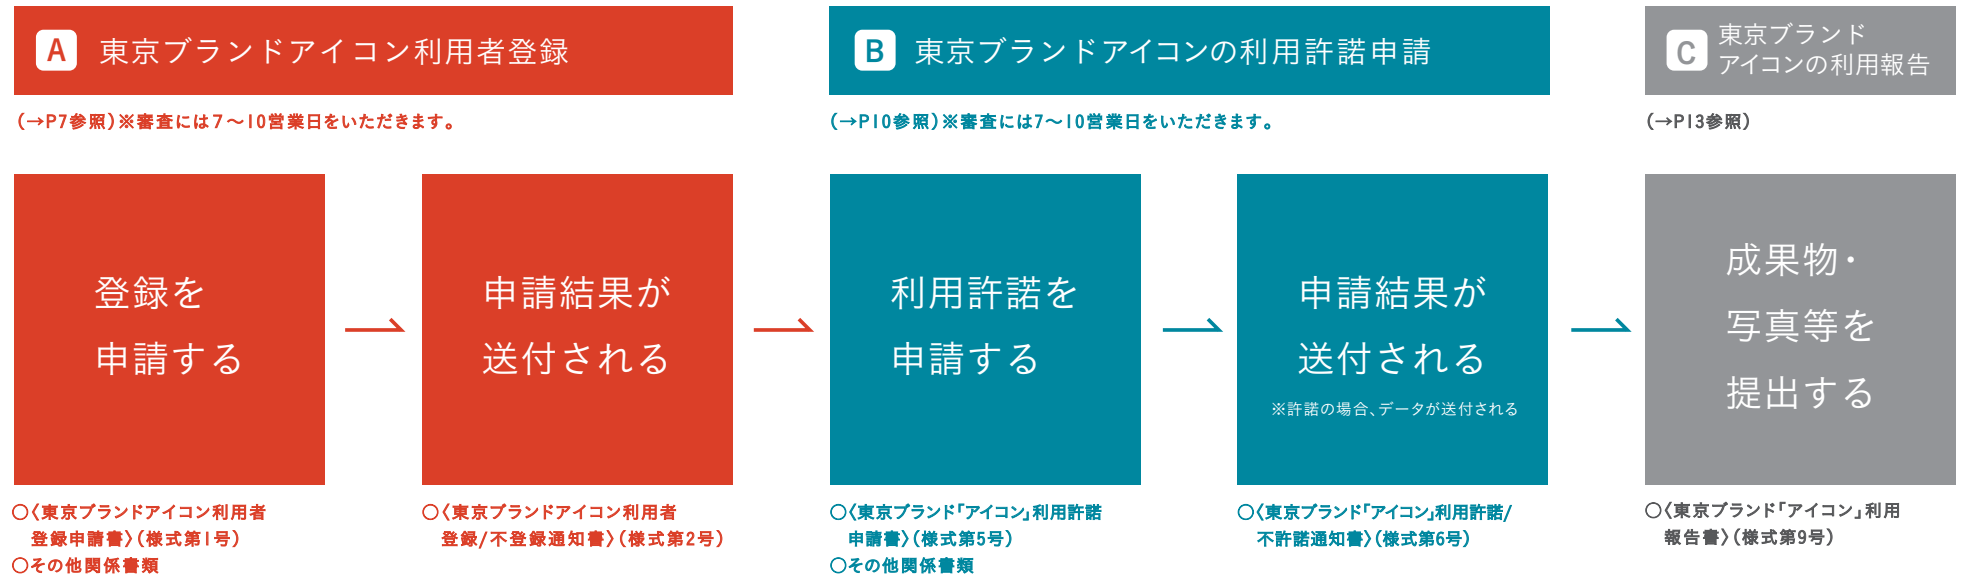 A 東京ブランドアイコン利用者登録
(→P7参照)※審査には7〜10営業日をいただきます。
登録を
申請する
申請結果が
送付される
○〈東京ブランドアイコン利用者
登録申請書〉(様式第1号)
○その他関係書類
○〈東京ブランドアイコン利用者
登録/不登録通知書〉(様式第2号)
B 東京ブランドアイコンの利用許諾申請
(→P10参照)※審査には7〜10営業日をいただきます。
利用許諾を
申請する
申請結果が
送付される
※許諾の場合、データが送付される
○〈東京ブランド「アイコン」利用許諾
申請書〉(様式第5号)
○その他関係書類
○〈東京ブランド「アイコン」利用許諾/
不許諾通知書〉(様式第6号)
C 東京ブランド
アイコンの利用報告
(→P13参照)
成果物・
写真等を
提出する
○〈東京ブランド「アイコン」利用
報告書〉(様式第9号)